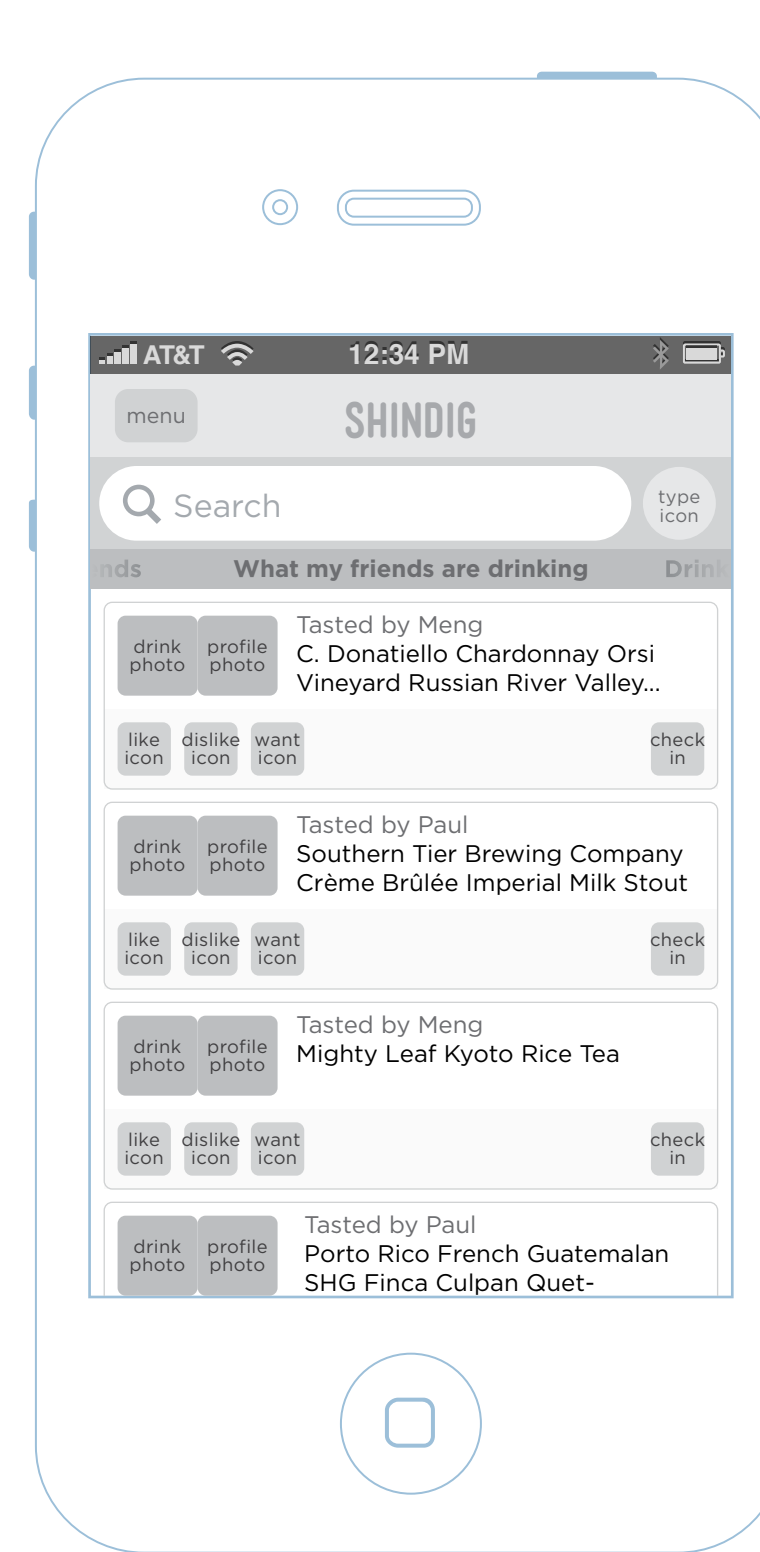 AT&T 12:34 PM
menu SHINDIG
Search
type
icon
nds What my friends are drinking Drink
drink
photo
profile
photo
Tasted by Meng
C. Donatiello Chardonnay Orsi
Vineyard Russian River Valley...
like
icon
dislike
icon
want
icon
check
in
drink
photo
profile
photo
Tasted by Paul
Southern Tier Brewing Company
Crème Brûlée Imperial Milk Stout
like
icon
dislike
icon
want
icon
check
in
drink
photo
profile
photo
Tasted by Meng
Mighty Leaf Kyoto Rice Tea
like
icon
dislike
icon
want
icon
check
in
drink
photo
profile
photo
Tasted by Paul
Porto Rico French Guatemalan
SHG Finca Culpan Quet-